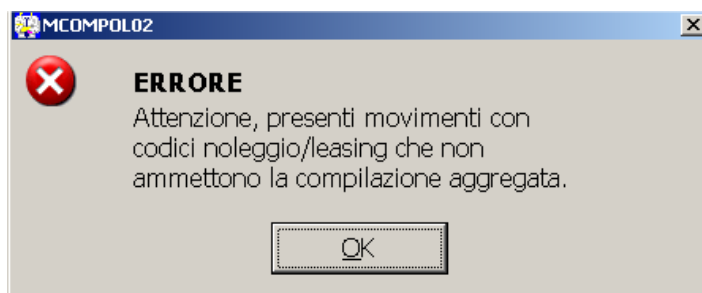 MCOMPOL02
ERRORE
Attenzione, presenti movimenti con
codici noleggio/leasing che non
ammettono la compilazione aggregata.
OK